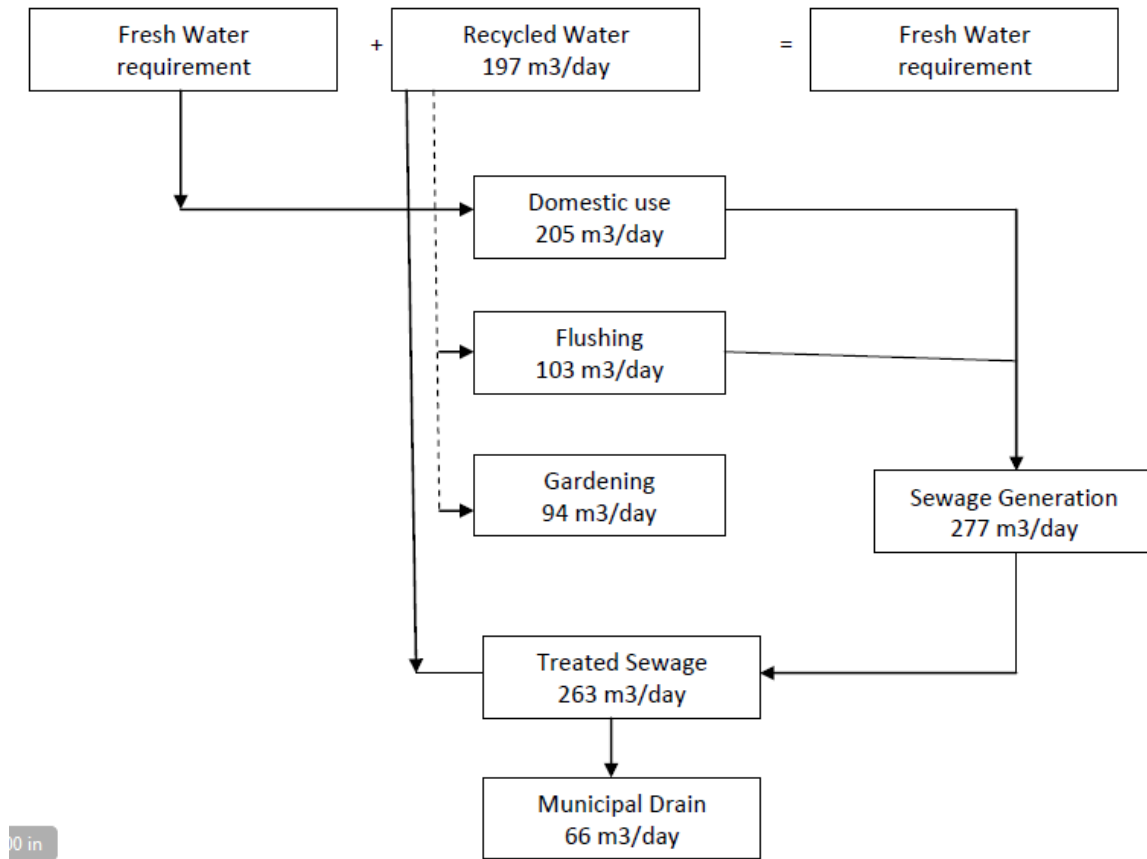 Fresh Water
requirement
+
Recycled Water
197 m3/day
=
Fresh Water
requirement
Domestic use
205 m3/day
Flushing
103 m3/day
Gardening
94 m3/day
Sewage Generation
277 m3/day
Treated Sewage
263 m3/day
Municipal Drain
66 m3/day
in